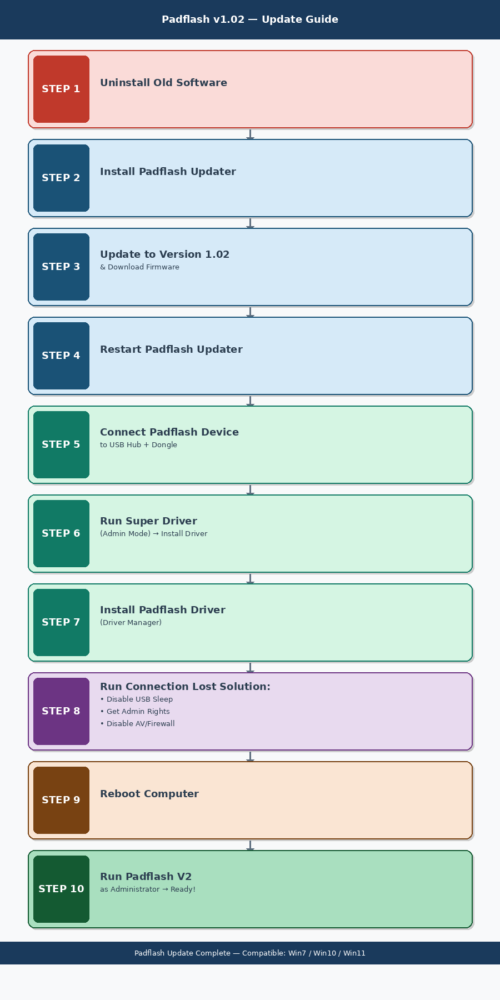 Padflash v1.02 — Update Guide
STEP 1
Uninstall Old Software
STEP 2
Install Padflash Updater
STEP 3
Update to Version 1.02
& Download Firmware
STEP 4
Restart Padflash Updater
STEP 5
Connect Padflash Device
to USB Hub + Dongle
STEP 6
Run Super Driver
(Admin Mode) → Install Driver
STEP 7
Install Padflash Driver
(Driver Manager)
STEP 8
Run Connection Lost Solution:
• Disable USB Sleep
• Get Admin Rights
• Disable AV/Firewall
STEP 9
Reboot Computer
STEP 10
Run Padflash V2
as Administrator → Ready!
Padflash Update Complete — Compatible: Win7 / Win10 / Win11